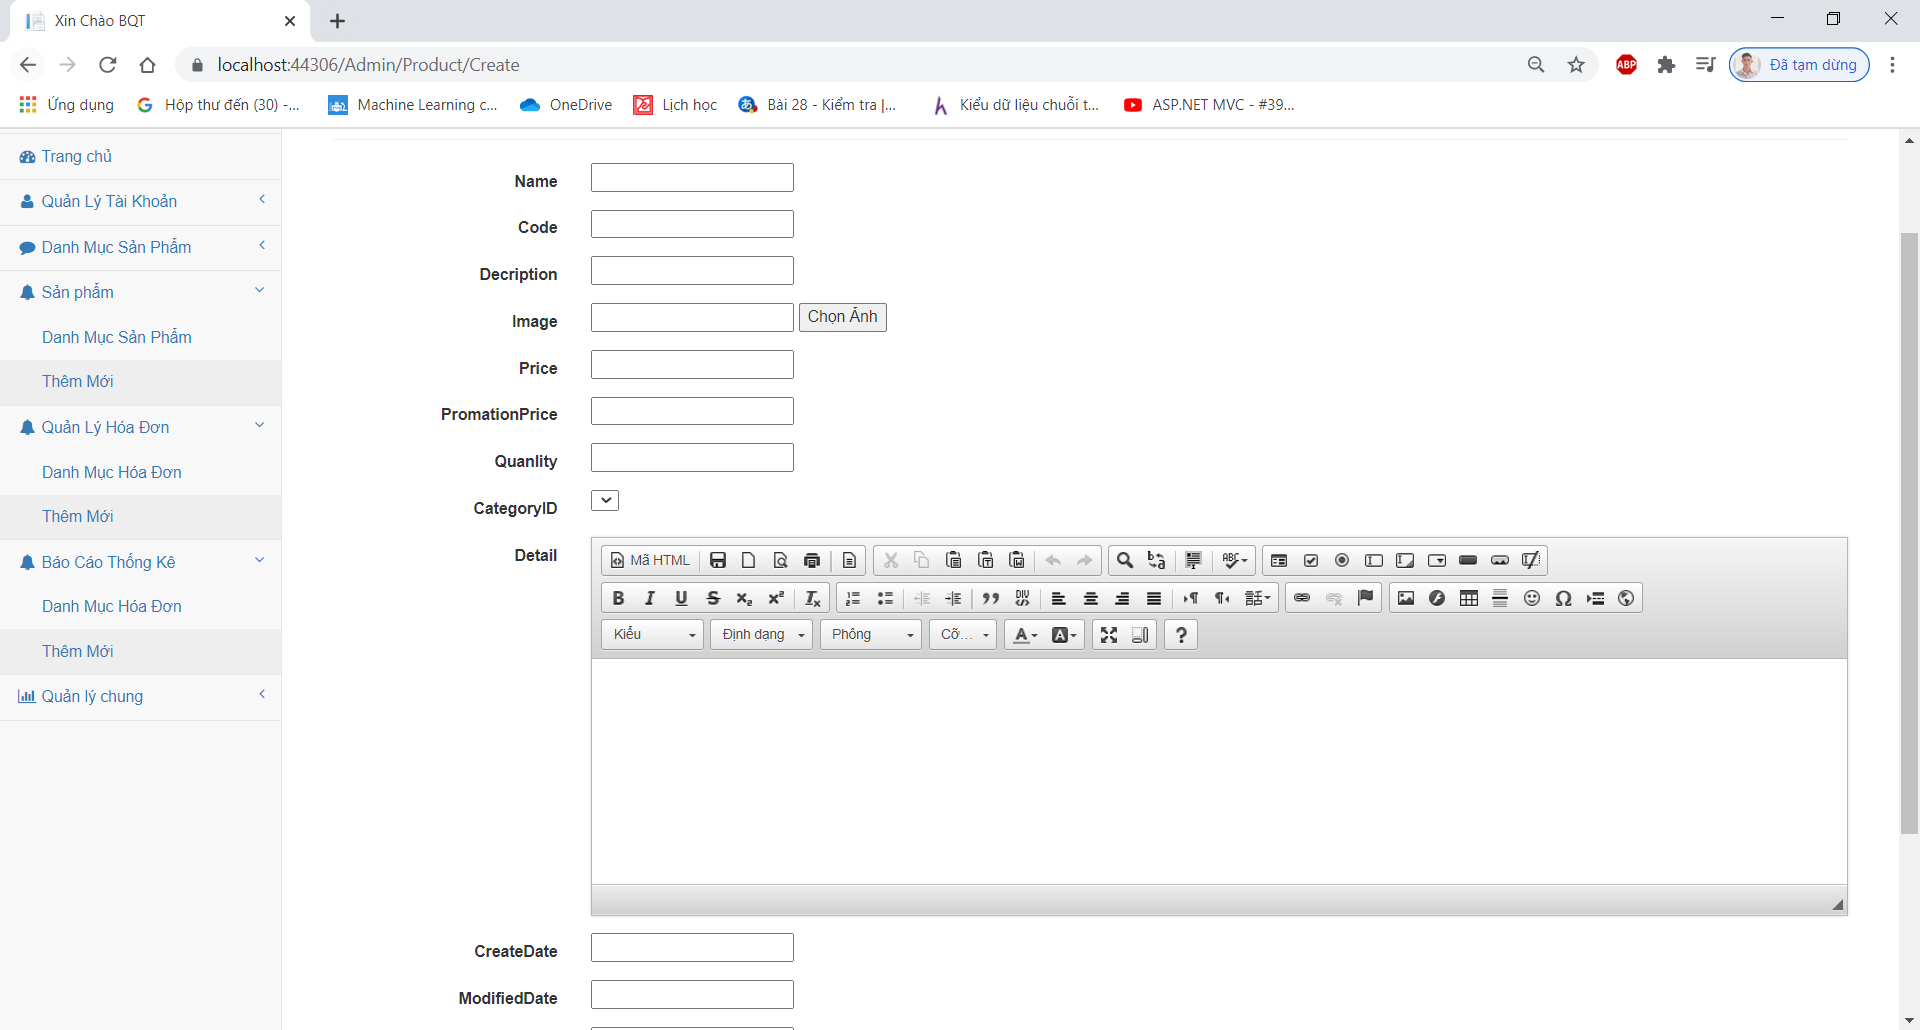 Xin Chào BQT
localhost:44306/Admin/Product/Create
ABP
Đã tạm dừng
Ứng dụng
Hộp thư đến (30) -...
Machine Learning c...
OneDrive
Lịch học
Bài 28 - Kiểm tra |...
Kiểu dữ liệu chuỗi t...
ASP.NET MVC - #39...
Trang chủ
Quản Lý Tài Khoản
Danh Mục Sản Phẩm
Sản phẩm
Danh Mục Sản Phẩm
Thêm Mới
Quản Lý Hóa Đơn
Danh Mục Hóa Đơn
Thêm Mới
Báo Cáo Thống Kê
Danh Mục Hóa Đơn
Thêm Mới
Quản lý chung
Name
Code
Decription
Image
Chọn Ảnh
Price
PromationPrice
Quanlity
CategoryID
Detail
Mã HTML
Kiểu
Định dạng
Phông
Cỡ...
CreateDate
ModifiedDate